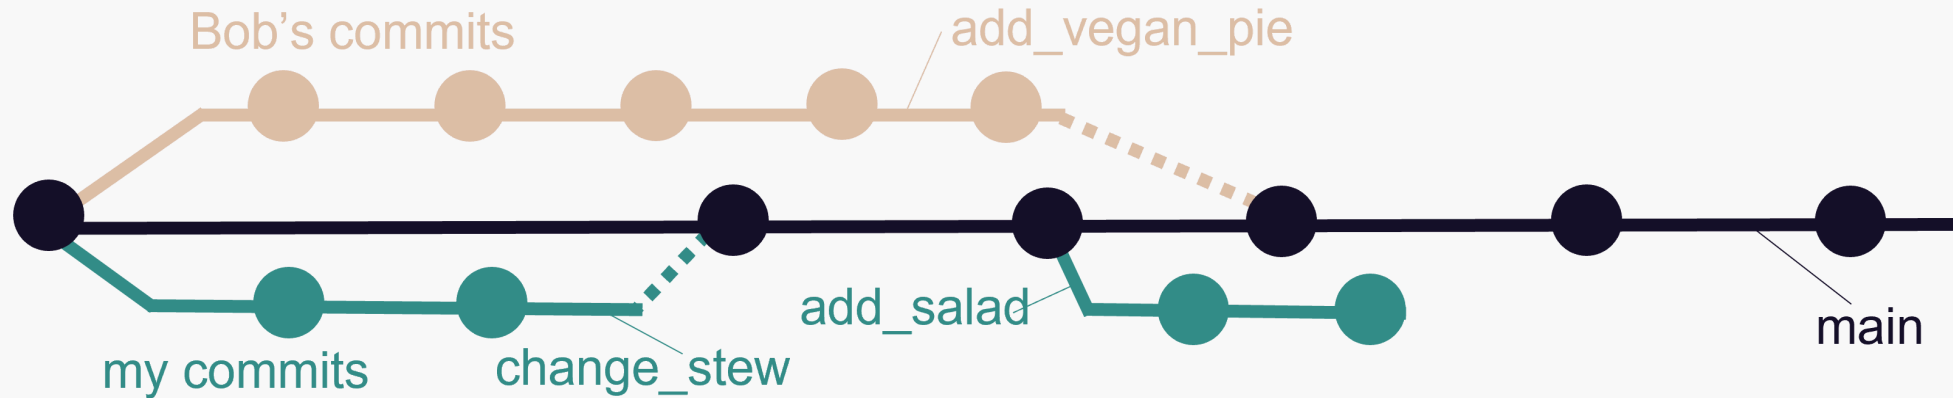 Bob’s commits
add_vegan_pie
add_salad
main
my commits
change_stew